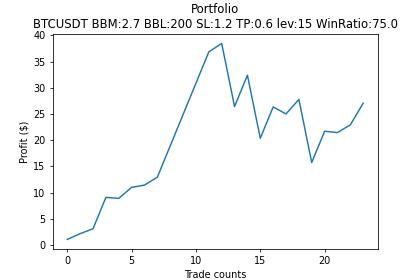 Portfolio
BTCUSDT BBM:2.7 BBL:200 SL:1.2 TP:0.6 lev:15 WinRatio:75.0
40
35
30
25
20
15
10
5
0
Profit ($)
0 5 10 15 20
Trade counts